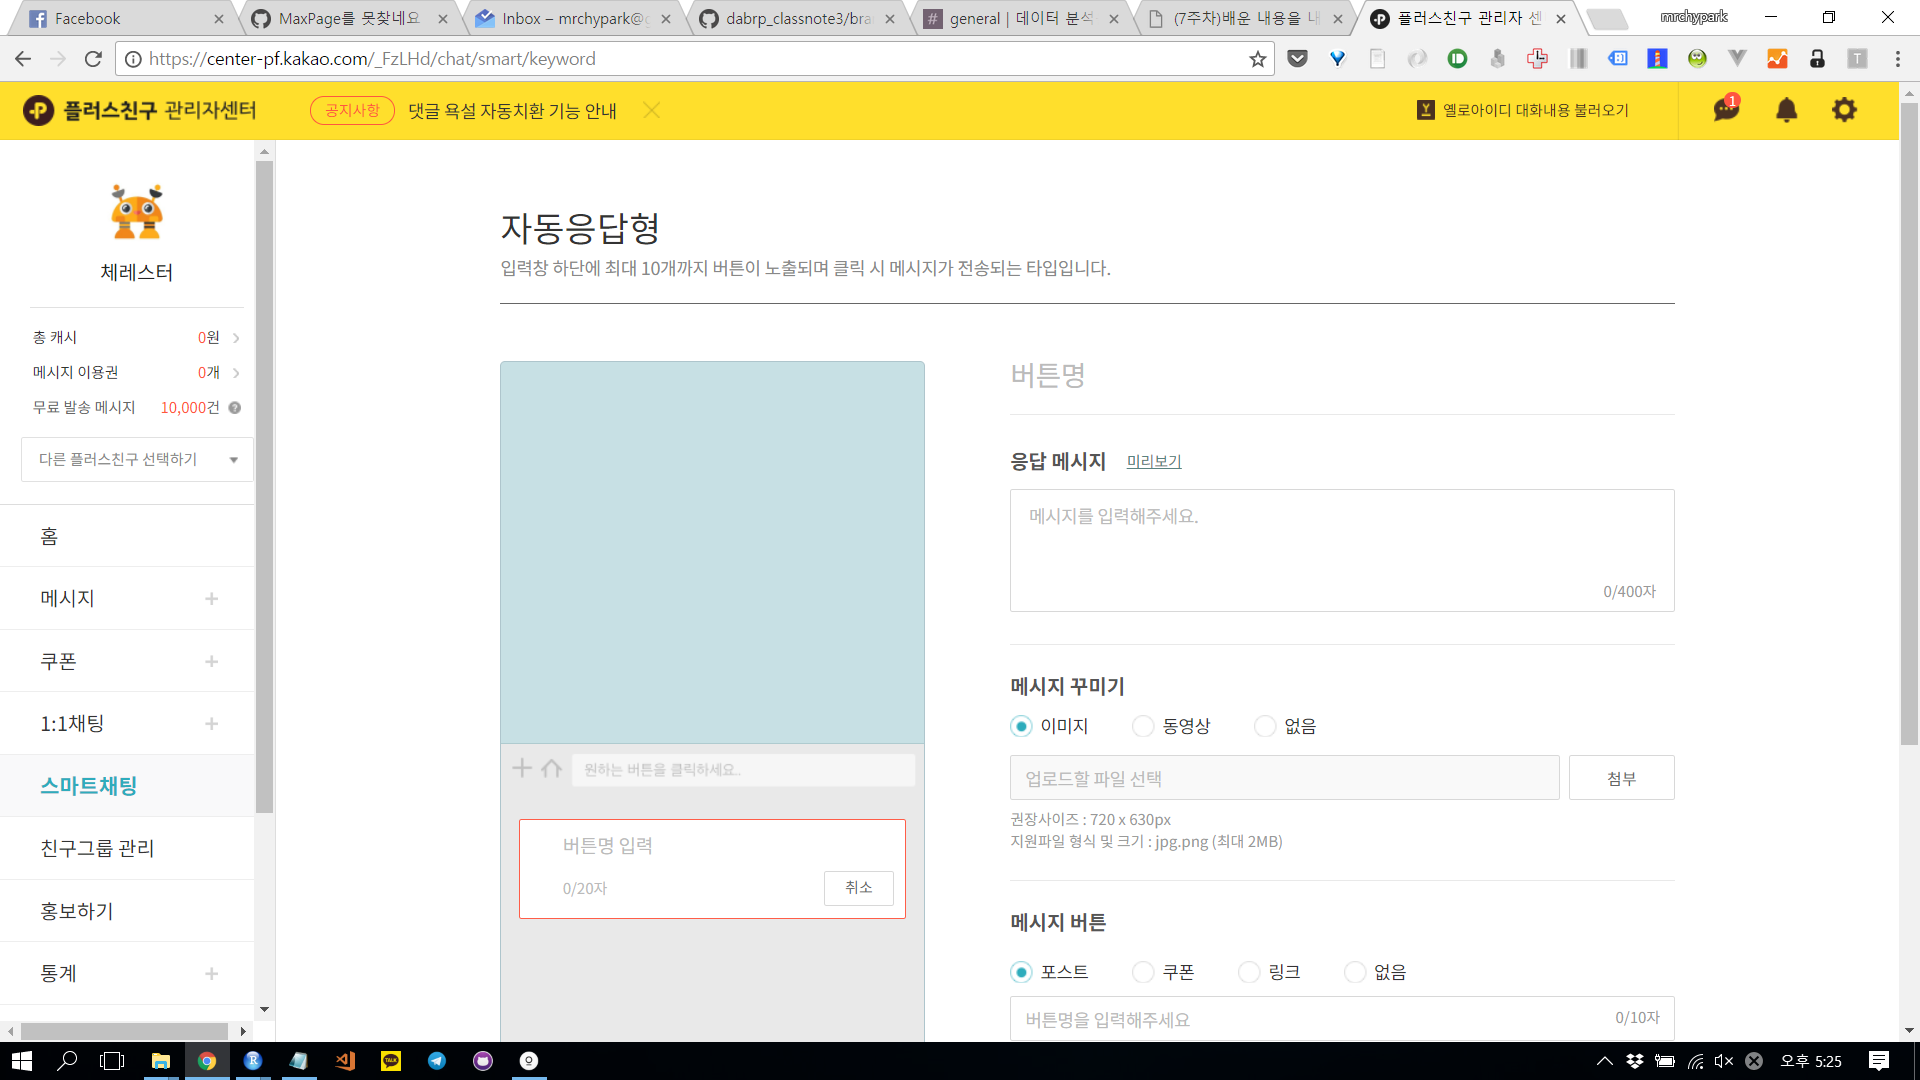 Facebook
MaxPage를 못찾네요
Inbox – mrchypark@g
dabrp_classnote3/bra
general | 데이터 분석
(7주차)배운 내용을 내
플러스친구 관리자 센
mrchypark
https://center-pf.kakao.com/_FzLHd/chat/smart/keyword
플러스친구 관리자센터
공지사항
댓글 욕설 자동치환 기능 안내
옐로아이디 대화내용 불러오기
1
체레스터
총 캐시 0원
메시지 이용권 0개
무료 발송 메시지 10,000건
다른 플러스친구 선택하기
홈
메시지
쿠폰
1:1채팅
스마트채팅
친구그룹 관리
홍보하기
통계
자동응답형
입력창 하단에 최대 10개까지 버튼이 노출되며 클릭 시 메시지가 전송되는 타입입니다.
원하는 버튼을 클릭하세요..
버튼명 입력
0/20자
취소
버튼명
응답 메시지 미리보기
메시지를 입력해주세요.
0/400자
메시지 꾸미기
이미지 동영상 없음
업로드할 파일 선택 첨부
권장사이즈 : 720 x 630px
지원파일 형식 및 크기 : jpg.png (최대 2MB)
메시지 버튼
포스트 쿠폰 링크 없음
버튼명을 입력해주세요 0/10자
오후 5:25